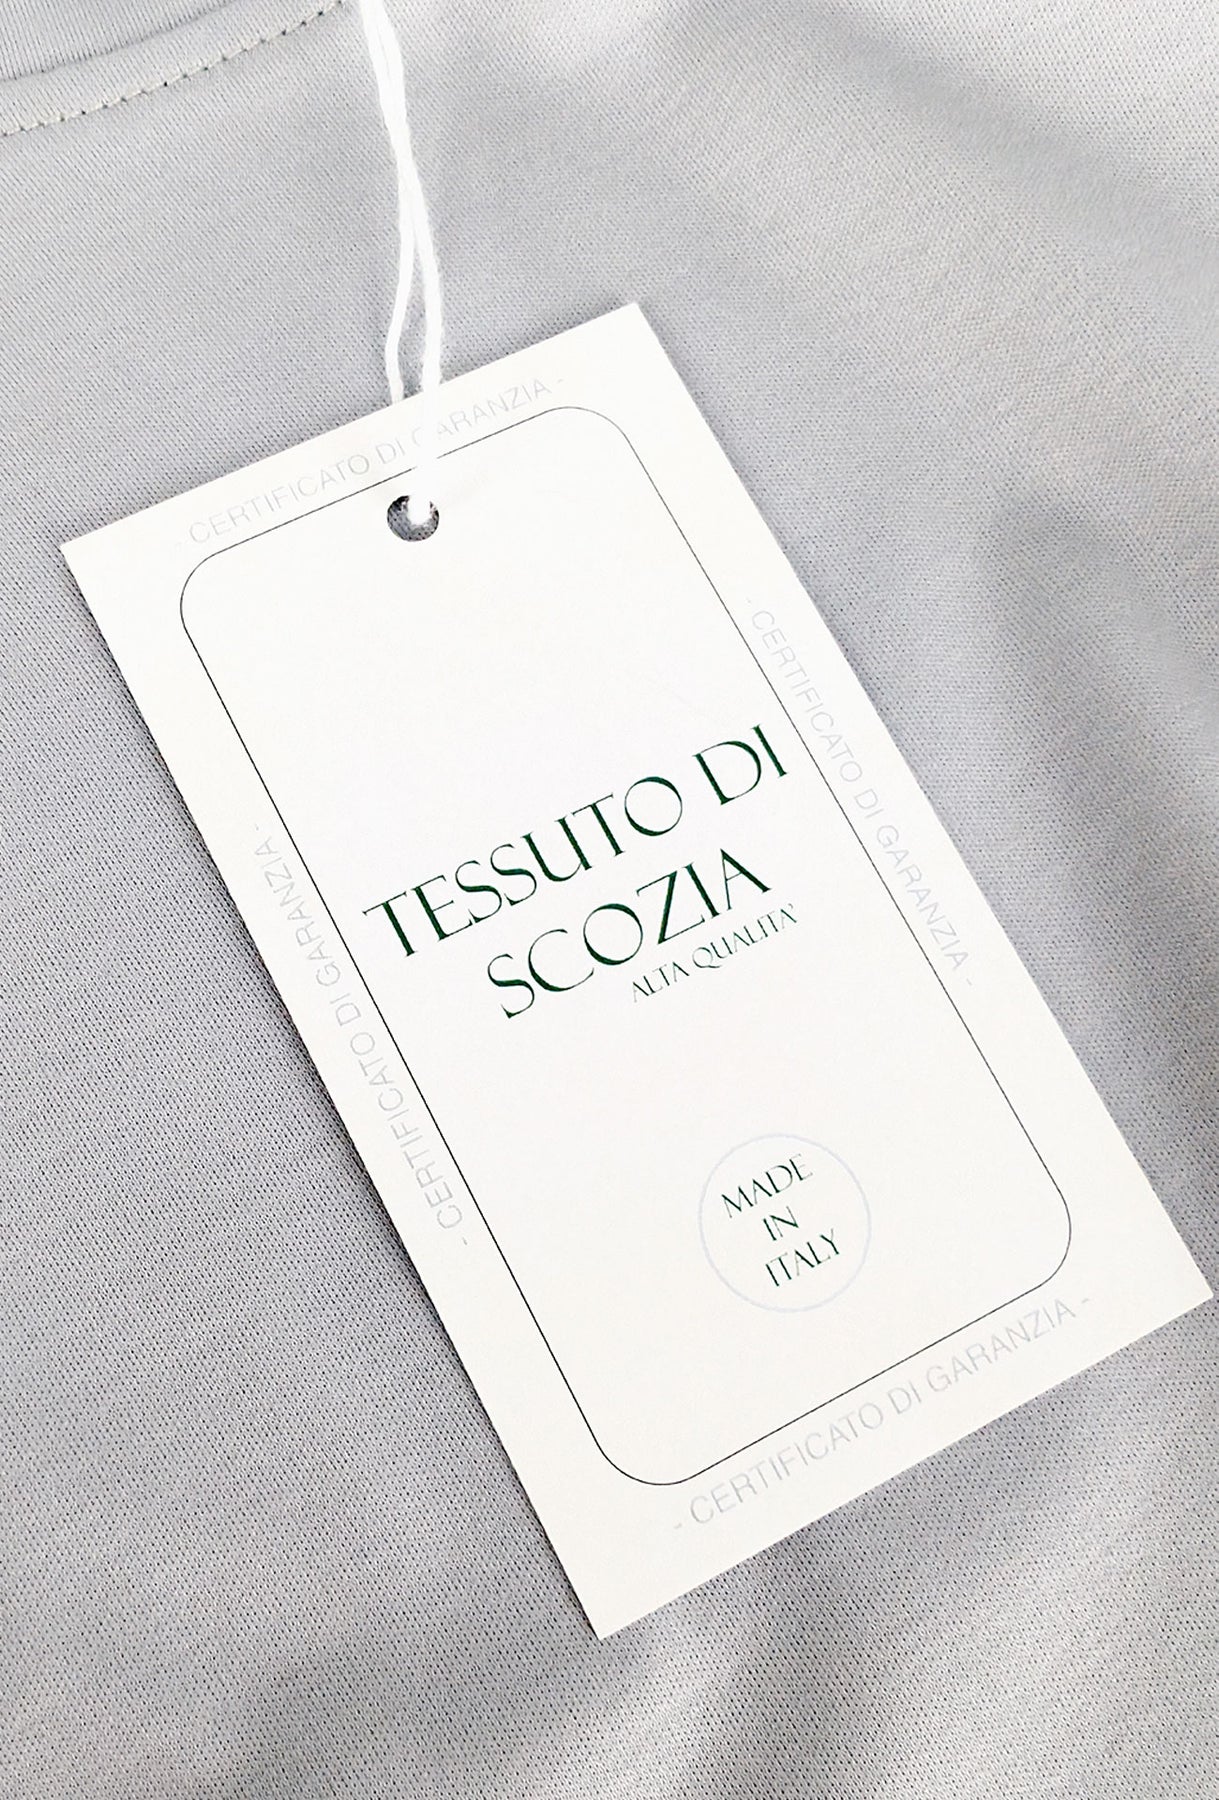 - CERTIFICATO DI GARANZIA -
TESSUTO DI
SCOZIA
ALTA QUALITA'
MADE
IN
ITALY
- CERTIFICATO DI GARANZIA -
- CERTIFICATO DI GARANZIA -
- CERTIFICATO DI GARANZIA -